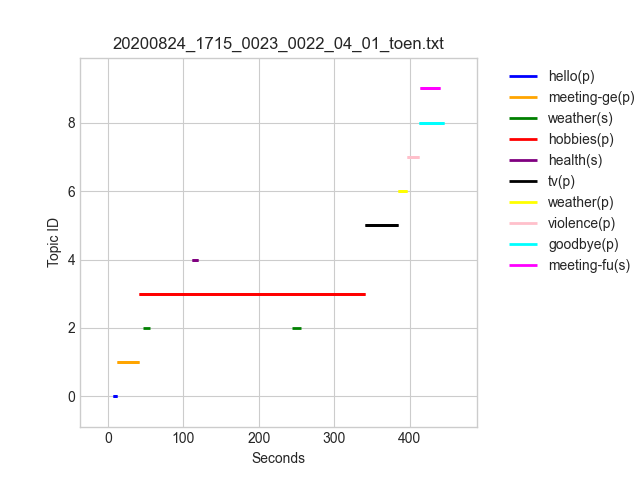 20200824_1715_0023_0022_04_01_toen.txt
hello(p)
meeting-ge(p)
weather(s)
hobbies(p)
health(s)
tv(p)
weather(p)
violence(p)
goodbye(p)
meeting-fu(s)
Topic ID
8
6
4
2
0
0 100 200 300 400
Seconds